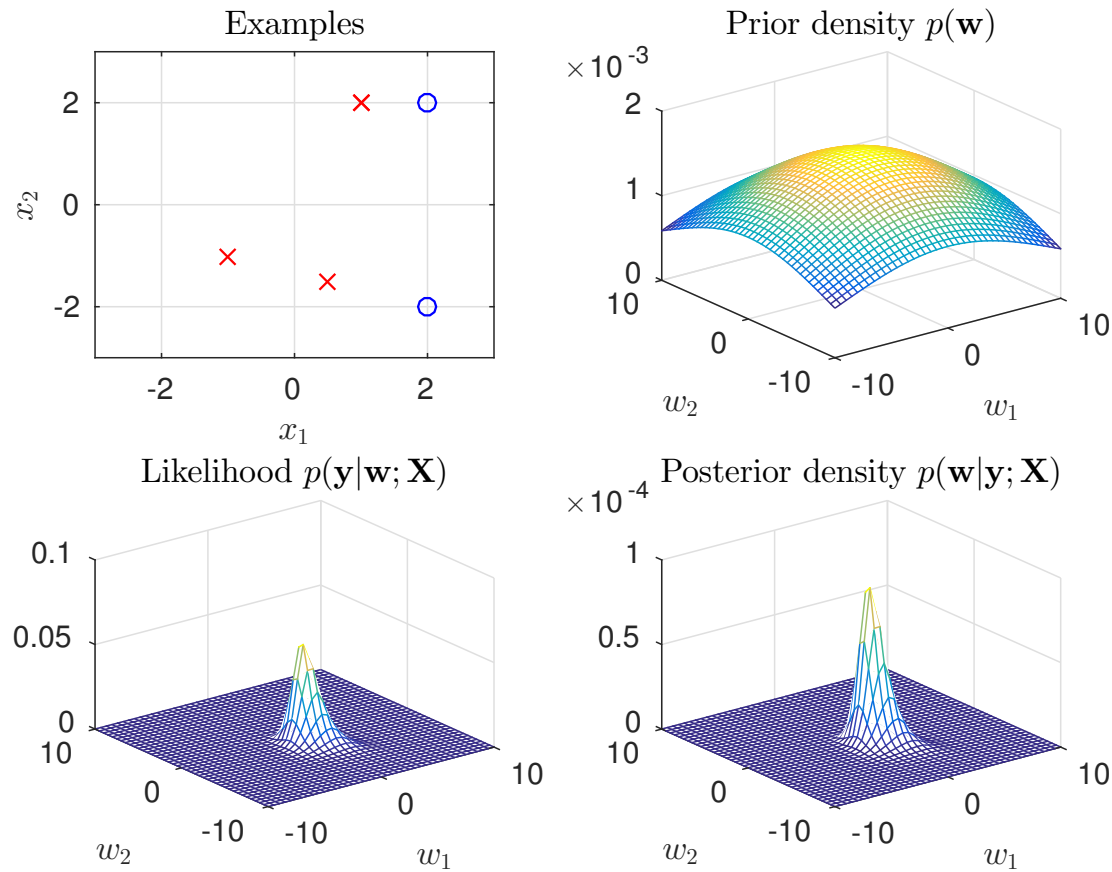 Examples
2
0
-2
-2
0
2
x₂
x₁
Prior density p(𝐰)
×10⁻³
2
1
0
10
0
-10
-10
0
10
w₂
w₁
Likelihood p(𝐲|𝐰; 𝐗)
0.1
0.05
0
10
0
-10
-10
0
10
w₂
w₁
Posterior density p(𝐰|𝐲; 𝐗)
×10⁻⁴
1
0.5
0
10
0
-10
-10
0
10
w₂
w₁